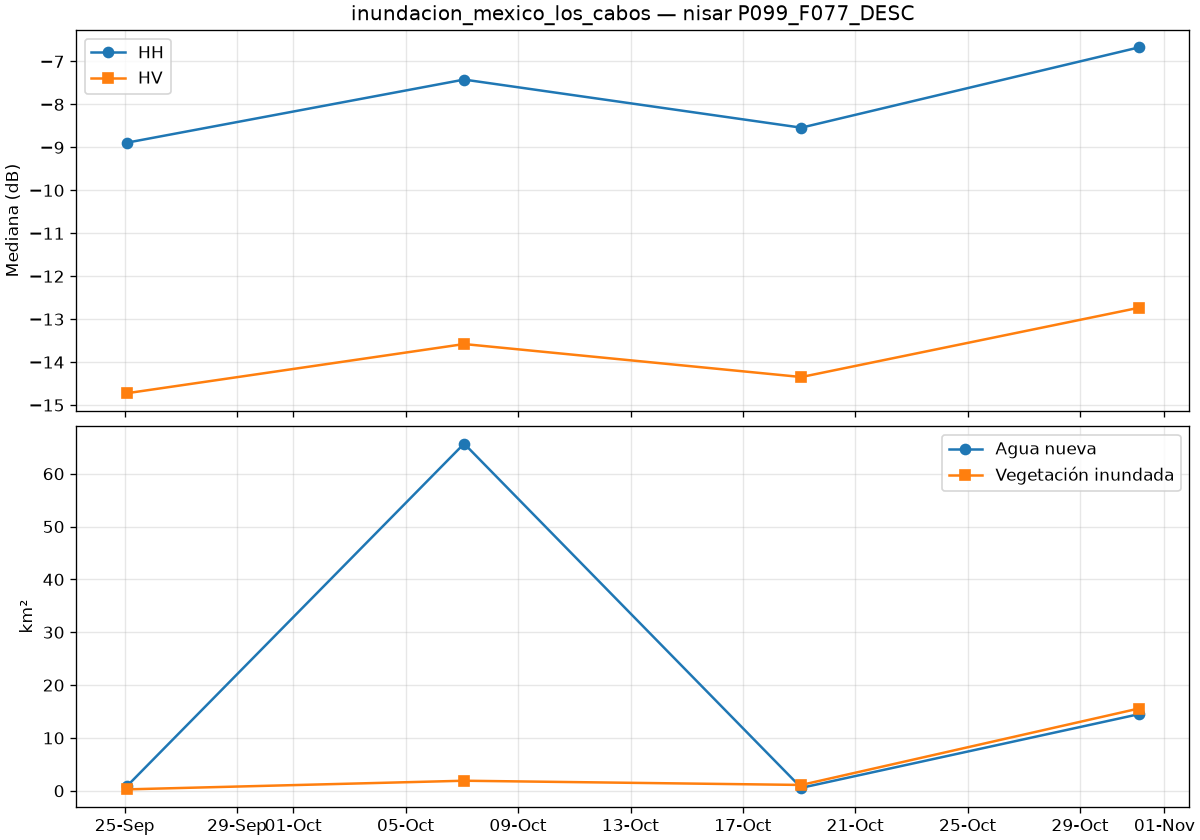 inundacion_mexico_los_cabos — nisar P099_F077_DESC
HH
HV
−7
−8
−9
−10
−11
−12
−13
−14
−15
Mediana (dB)
Agua nueva
Vegetación inundada
60
50
40
30
20
10
0
km²
25-Sep 29-Sep 01-Oct 05-Oct 09-Oct 13-Oct 17-Oct 21-Oct 25-Oct 29-Oct 01-Nov